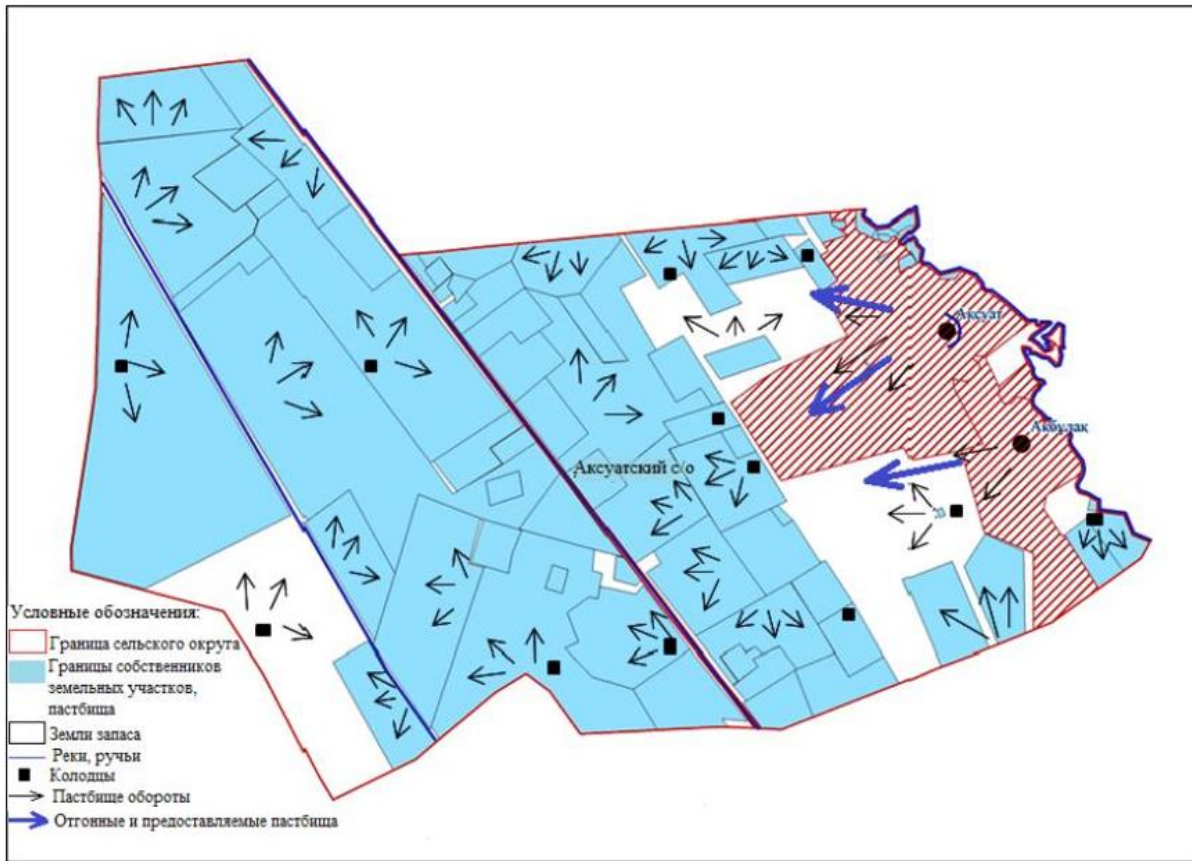 Аксуат
Акбулак
Аксуатский с/о
Условные обозначения:
Граница сельского округа
Границы собственников
земельных участков,
пастбища
Земли запаса
Реки, ручьи
Колодцы
Пастбище обороты
Отгонные и предоставляемые пастбища